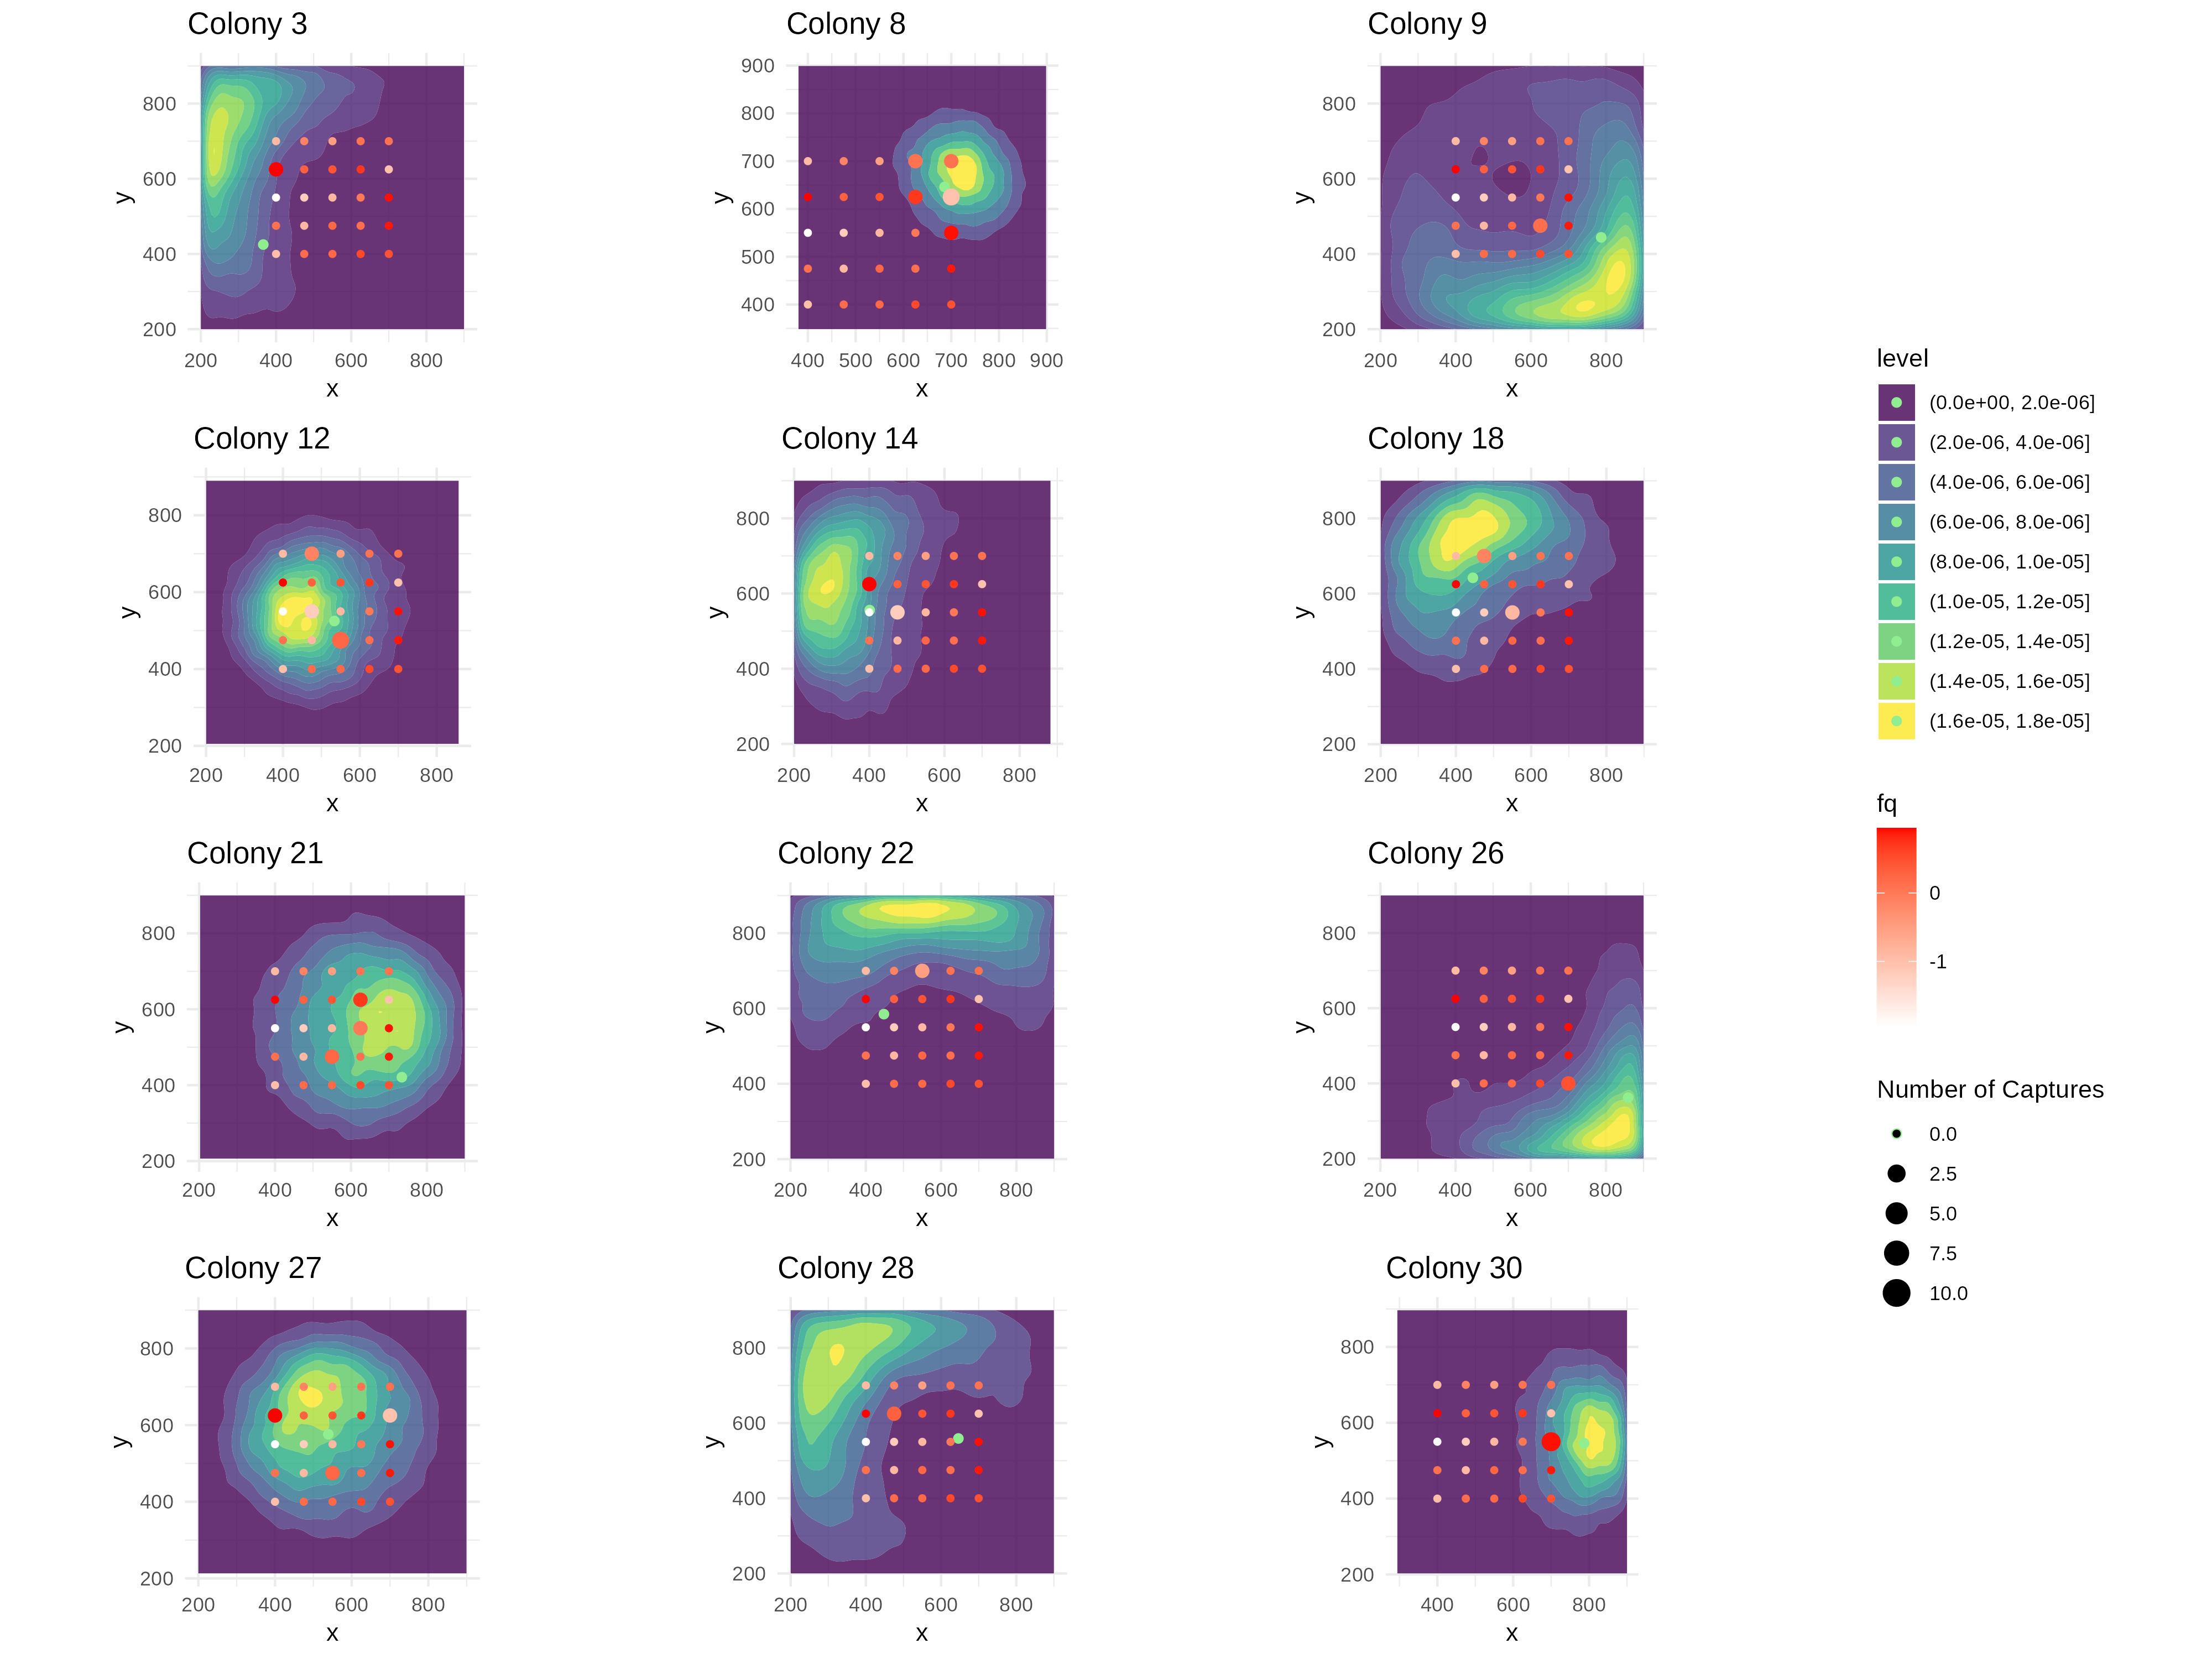 Colony 3
Colony 8
Colony 9
800
600
400
200
y
200 400 600 800
x
900
800
700
600
500
400
y
400 500 600 700 800 900
x
800
600
400
200
y
200 400 600 800
x
Colony 12
Colony 14
Colony 18
800
600
400
200
y
200 400 600 800
x
800
600
400
200
y
200 400 600 800
x
800
600
400
200
y
200 400 600 800
x
Colony 21
Colony 22
Colony 26
800
600
400
200
y
200 400 600 800
x
800
600
400
200
y
200 400 600 800
x
800
600
400
200
y
200 400 600 800
x
Colony 27
Colony 28
Colony 30
800
600
400
200
y
200 400 600 800
x
800
600
400
200
y
200 400 600 800
x
800
600
400
200
y
400 600 800
x
level
(0.0e+00, 2.0e-06]
(2.0e-06, 4.0e-06]
(4.0e-06, 6.0e-06]
(6.0e-06, 8.0e-06]
(8.0e-06, 1.0e-05]
(1.0e-05, 1.2e-05]
(1.2e-05, 1.4e-05]
(1.4e-05, 1.6e-05]
(1.6e-05, 1.8e-05]
fq
0
-1
Number of Captures
0.0
2.5
5.0
7.5
10.0